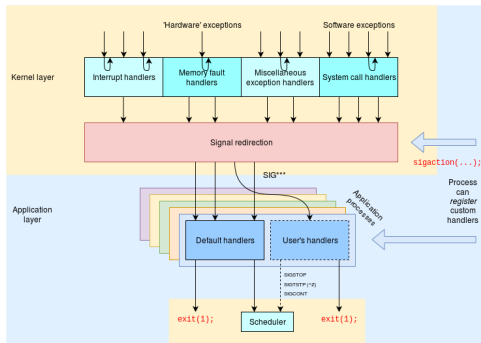 'Hardware' exceptions
Software exceptions
Kernel layer
Interrupt handlers
Memory fault
handlers
Miscellaneous
exception handlers
System call handlers
Signal redirection
sigaction(...);
SIG***
Process
can
register
custom
handlers
Application
layer
Application
processes
Default handlers
User's handlers
SIGTOP
SIGTSTP (^Z)
SIGCONT
exit(1);
Scheduler
exit(1);